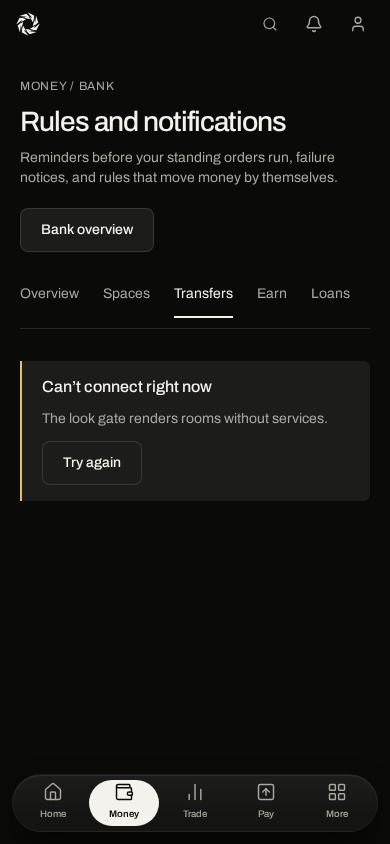 MONEY / BANK
Rules and notifications
Reminders before your standing orders run, failure
notices, and rules that move money by themselves.
Bank overview
Overview Spaces Transfers Earn Loans
Can’t connect right now
The look gate renders rooms without services.
Try again
Home Money Trade Pay More